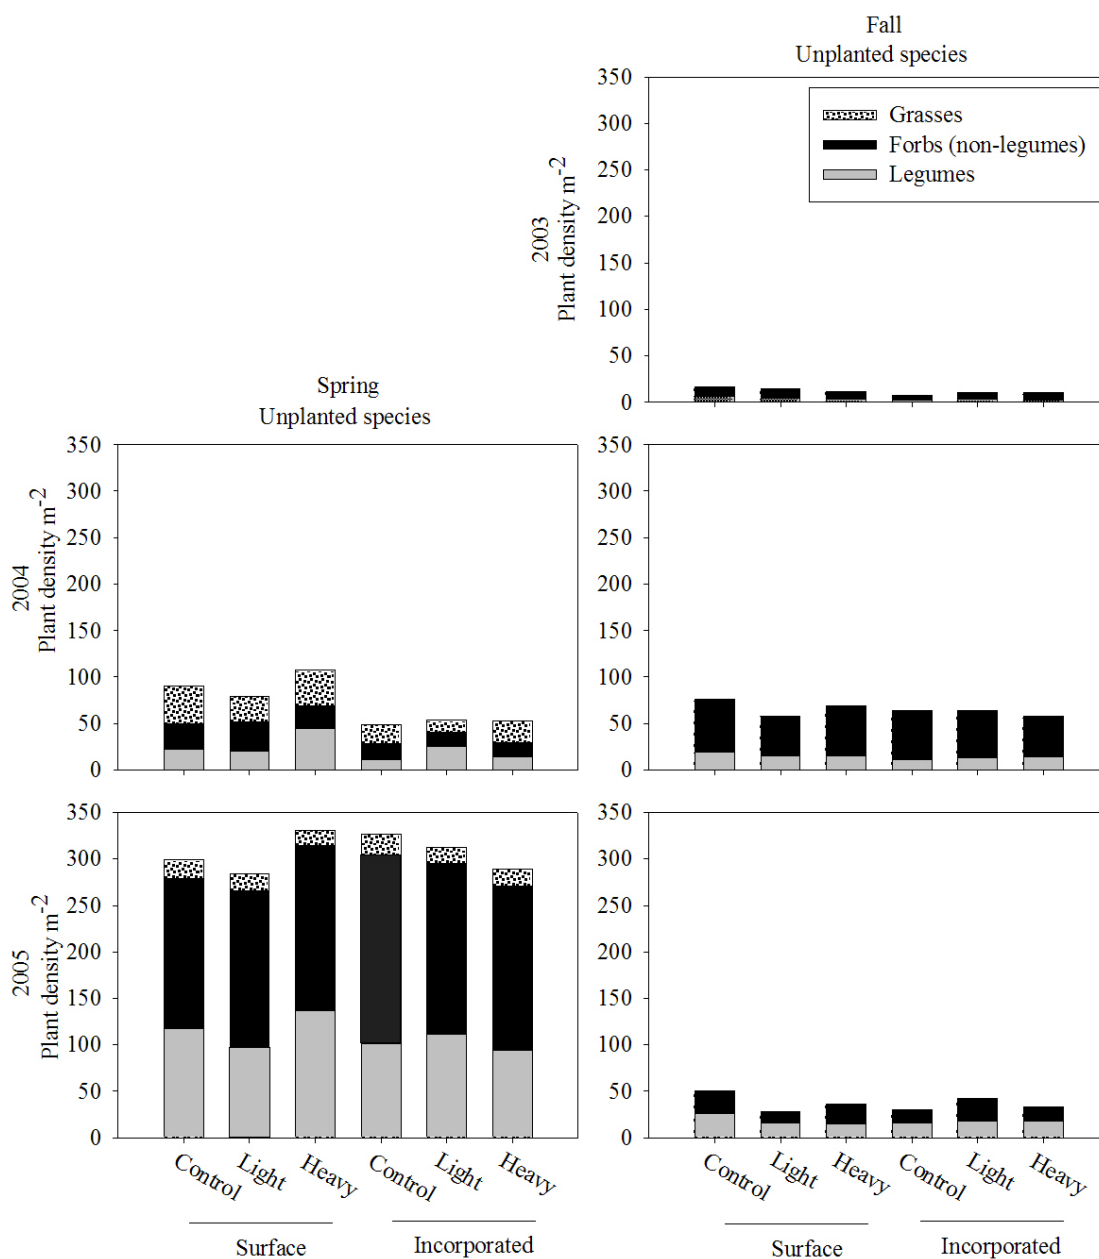 Fall
Unplanted species
350
300
250
200
150
100
50
0
2003
Plant density m-2
Grasses
Forbs (non-legumes)
Legumes
Spring
Unplanted species
350
300
250
200
150
100
50
0
2004
Plant density m-2
350
300
250
200
150
100
50
0
350
300
250
200
150
100
50
0
2005
Plant density m-2
Control
Light
Heavy
Control
Light
Heavy
Surface
Incorporated
350
300
250
200
150
100
50
0
Control
Light
Heavy
Control
Light
Heavy
Surface
Incorporated